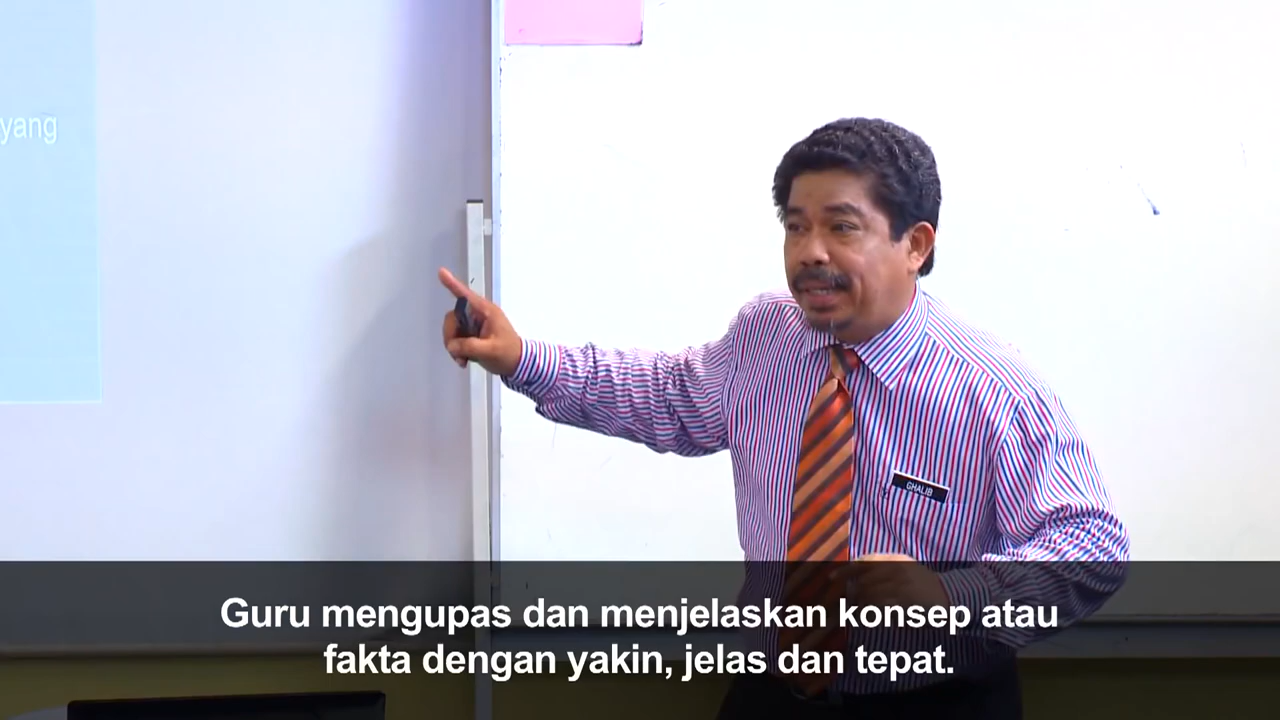 yang
GHALIB
Guru mengupas dan menjelaskan konsep atau
fakta dengan yakin, jelas dan tepat.